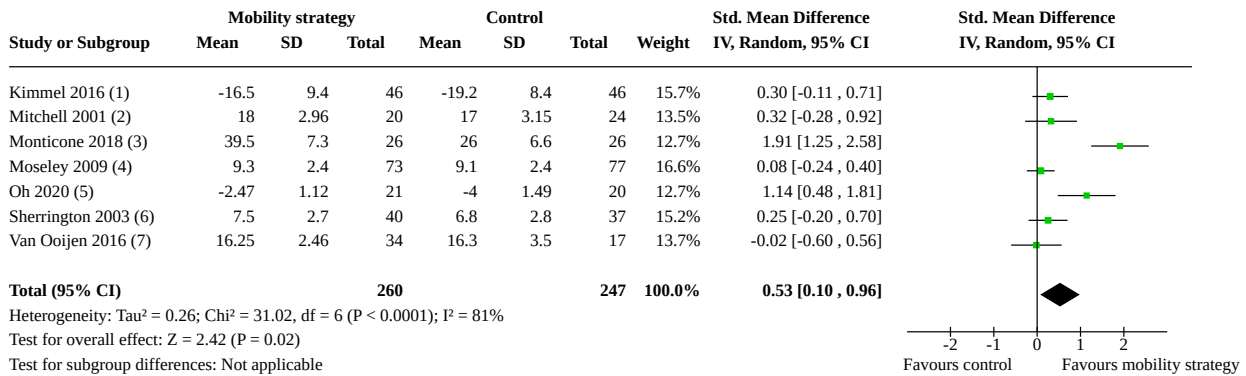 Mobility strategy Control Std. Mean Difference Std. Mean Difference
Study or Subgroup Mean SD Total Mean SD Total Weight IV, Random, 95% CI IV, Random, 95% CI
Kimmel 2016 (1) -16.5 9.4 46 -19.2 8.4 46 15.7% 0.30 [-0.11 , 0.71]
Mitchell 2001 (2) 18 2.96 20 17 3.15 24 13.5% 0.32 [-0.28 , 0.92]
Monticone 2018 (3) 39.5 7.3 26 26 6.6 26 12.7% 1.91 [1.25 , 2.58]
Moseley 2009 (4) 9.3 2.4 73 9.1 2.4 77 16.6% 0.08 [-0.24 , 0.40]
Oh 2020 (5) -2.47 1.12 21 -4 1.49 20 12.7% 1.14 [0.48 , 1.81]
Sherrington 2003 (6) 7.5 2.7 40 6.8 2.8 37 15.2% 0.25 [-0.20 , 0.70]
Van Ooijen 2016 (7) 16.25 2.46 34 16.3 3.5 17 13.7% -0.02 [-0.60 , 0.56]
Total (95% CI) 260 247 100.0% 0.53 [0.10 , 0.96]
Heterogeneity: Tau² = 0.26; Chi² = 31.02, df = 6 (P < 0.0001); I² = 81%
Test for overall effect: Z = 2.42 (P = 0.02)
-2 -1 0 1 2
Test for subgroup differences: Not applicable
Favours control Favours mobility strategy